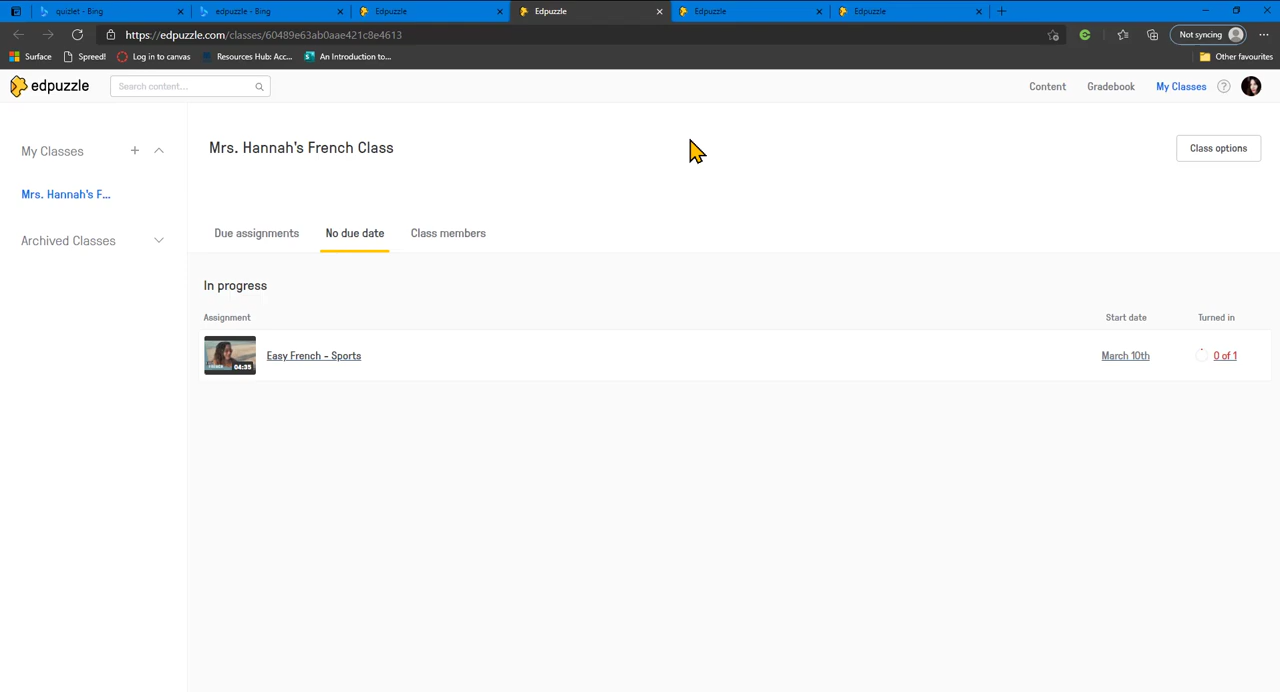 quizlet - Bing
edpuzzle - Bing
Edpuzzle
Edpuzzle
Edpuzzle
Edpuzzle
https://edpuzzle.com/classes/60489e63ab0aae421c8e4613
Not syncing
Surface
Spreed!
Log in to canvas
Resources Hub: Acc...
An Introduction to...
Other favourites
edpuzzle
Search content...
Content
Gradebook
My Classes
?
My Classes
Mrs. Hannah's French Class
Class options
Mrs. Hannah's F...
Archived Classes
Due assignments
No due date
Class members
In progress
Assignment
Start date
Turned in
04:35
Easy French - Sports
March 10th
0 of 1